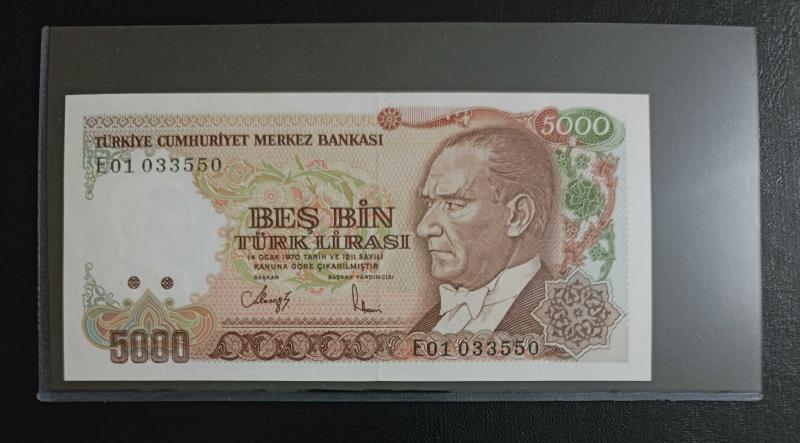 5000
TÜRKİYE CUMHURİYET MERKEZ BANKASI
E01 033550
BEŞ BİN
TÜRK LİRASI
14 OCAK 1970 TARİH VE 1211 SAYILI
KANUNA GÖRE ÇIKARILMIŞTIR
BAŞKAN BAŞKAN YARDIMCISI
5000
E01 033550